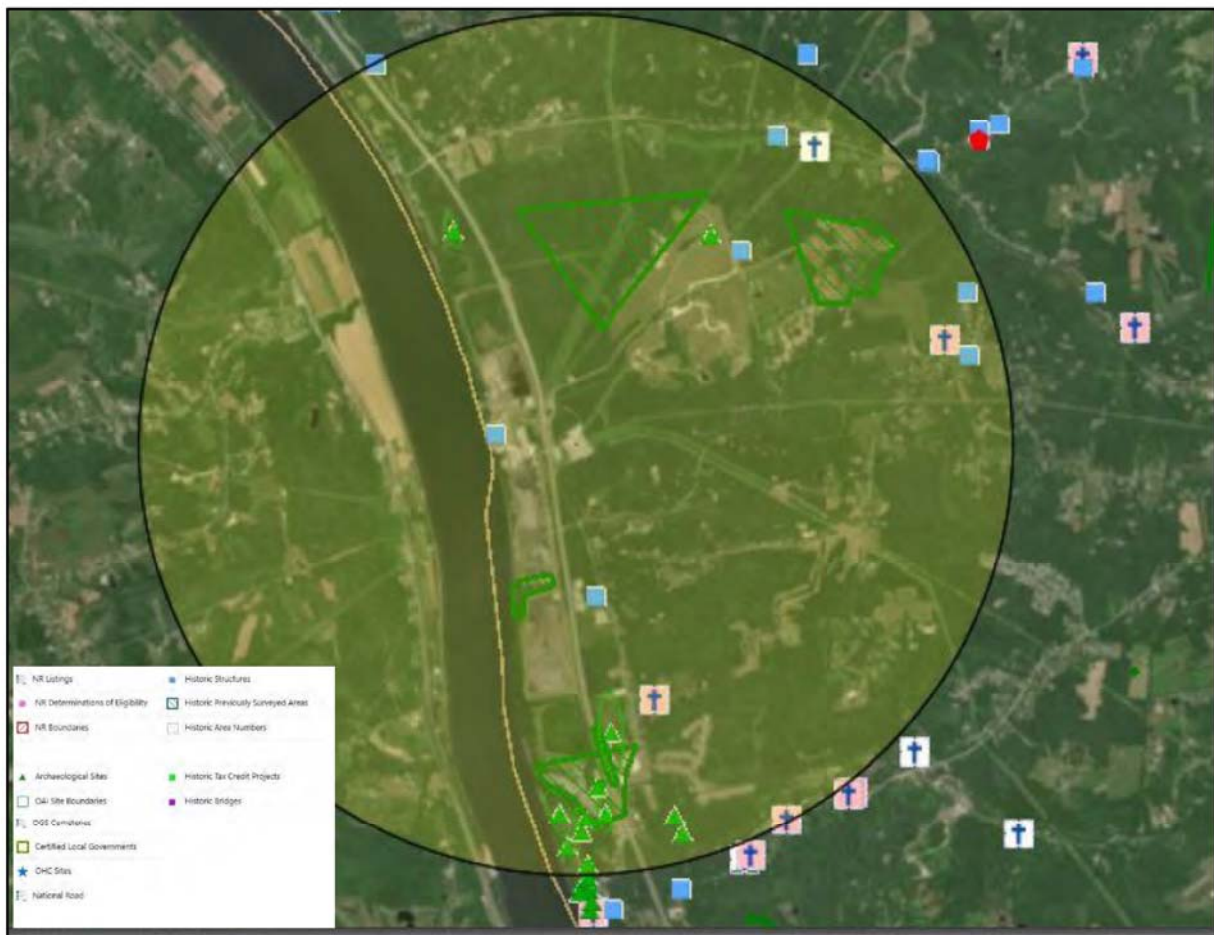 NR Listings
Historic Structures
NR Determinations of Eligibility
Historic Previously Surveyed Areas
NR Boundaries
Historic Area Numbers
Archaeological Sites
Historic Tax Credit Projects
OAI Site Boundaries
Historic Bridges
OGS Cemeteries
Certified Local Governments
OHC Sites
National Road